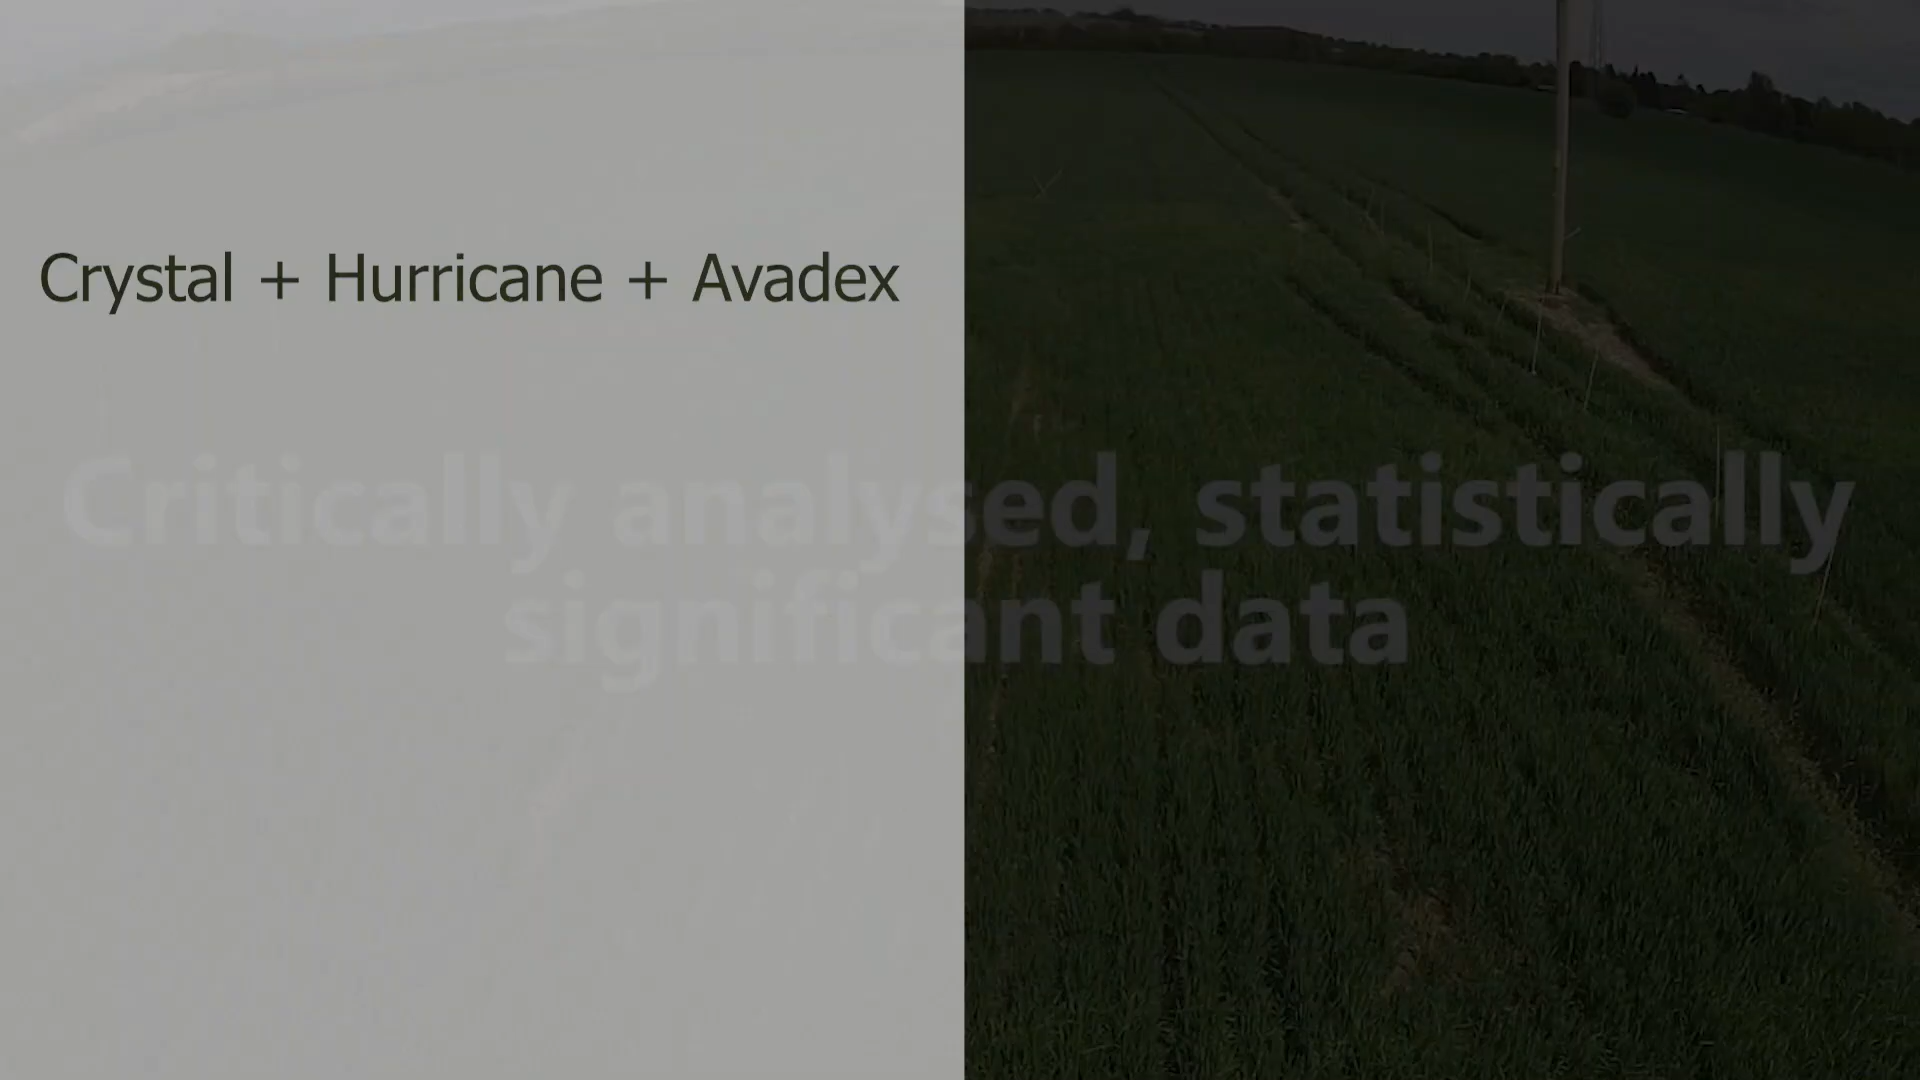 Crystal + Hurricane + Avadex
Critically analysed, statistically
significant data